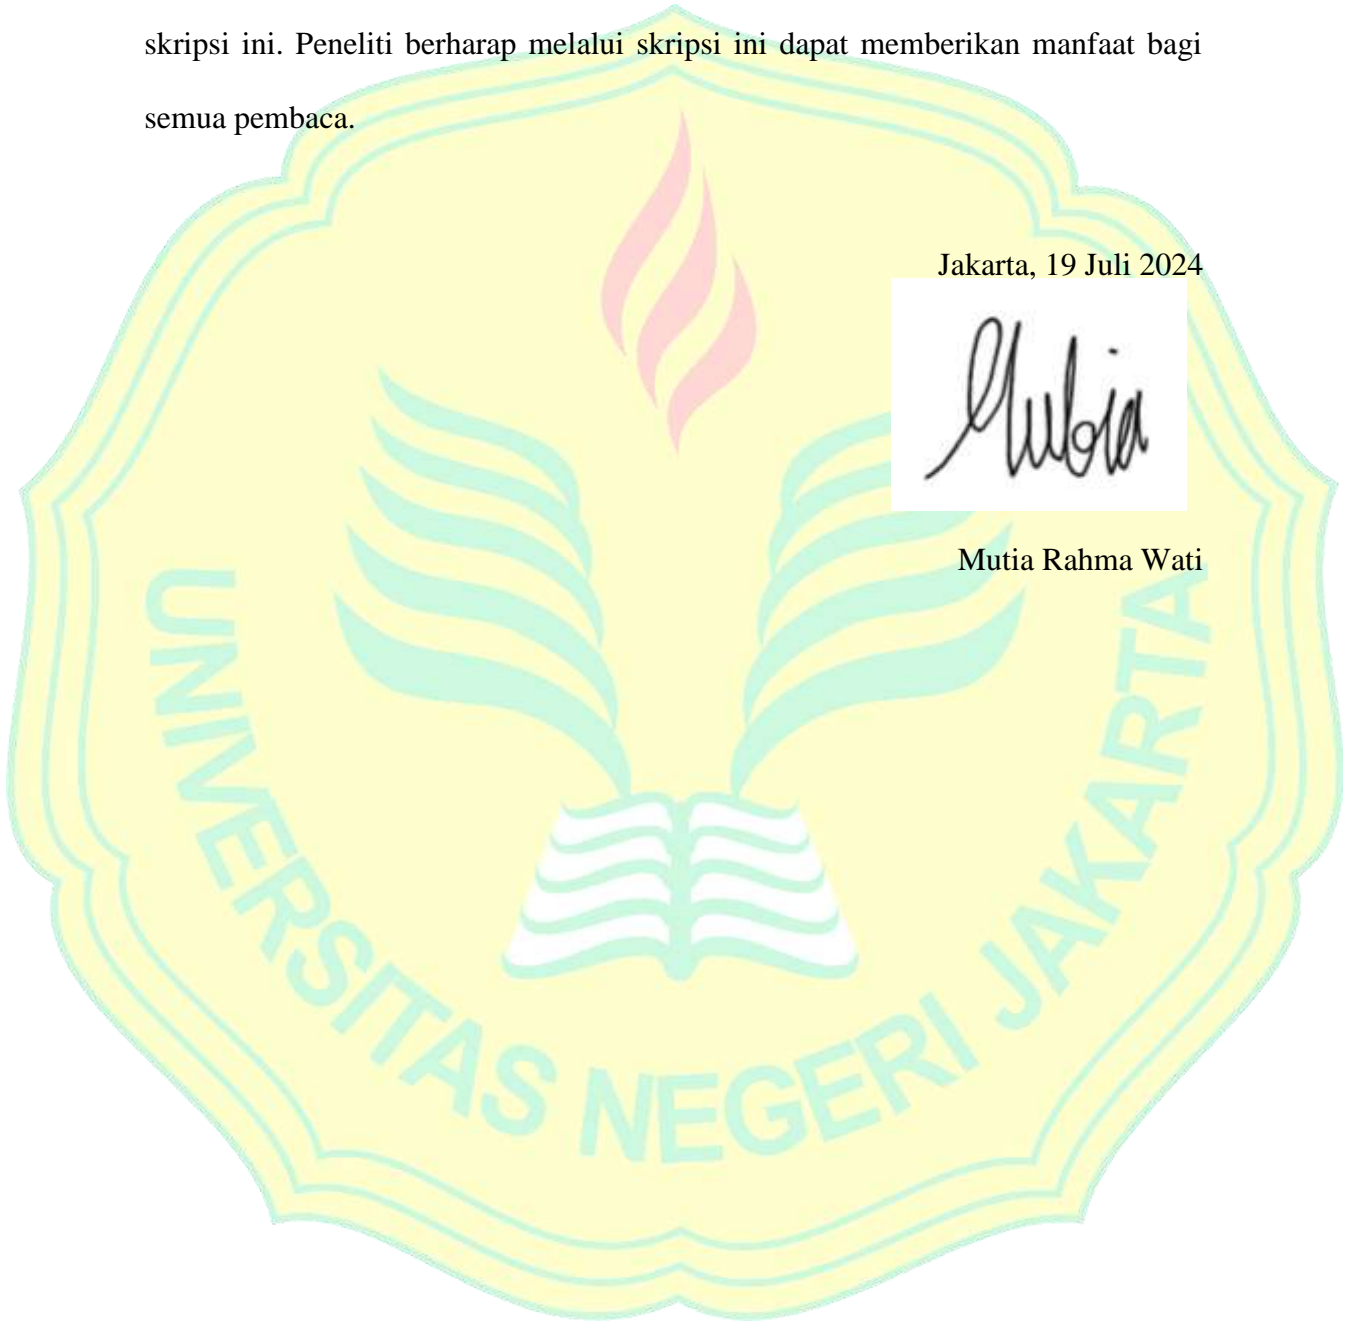 skripsi ini. Peneliti berharap melalui skripsi ini dapat memberikan manfaat bagi
semua pembaca.
Jakarta, 19 Juli 2024
Mutia
Mutia Rahma Wati
UNIVERSITAS NEGERI JAKARTA